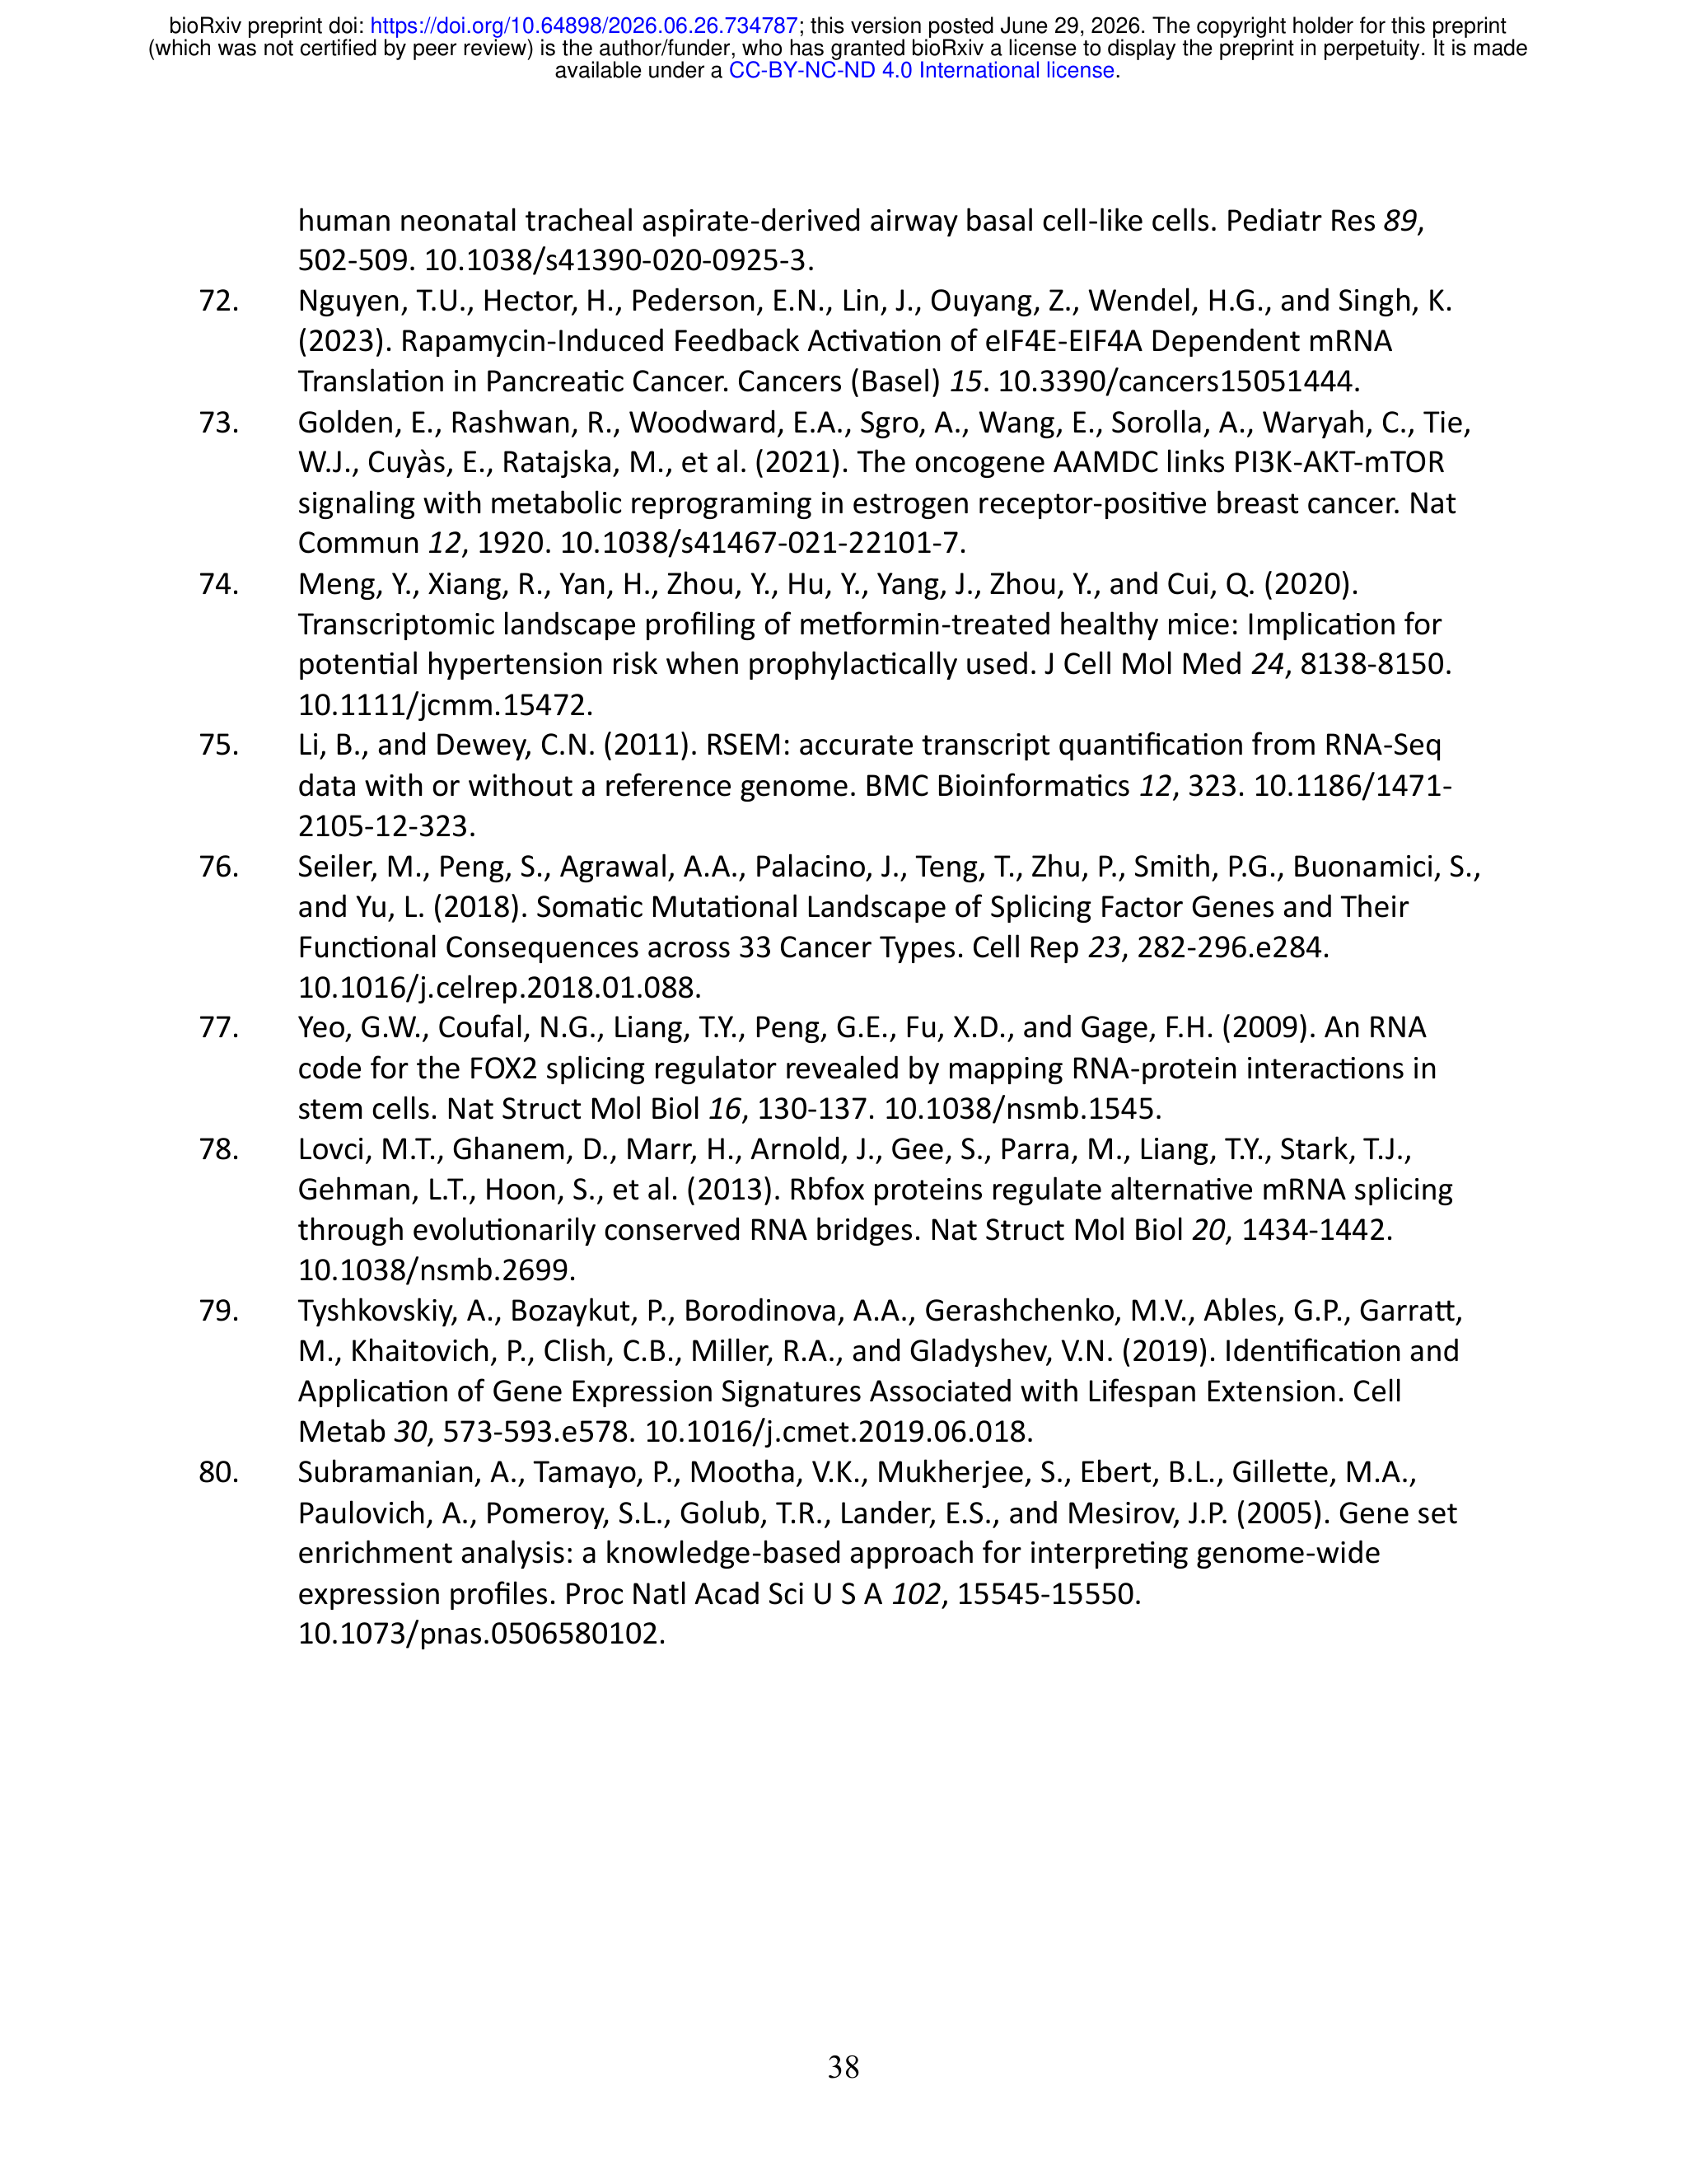 bioRxiv preprint doi: https://doi.org/10.64898/2026.06.26.734787; this version posted June 29, 2026. The copyright holder for this preprint
(which was not certified by peer review) is the author/funder, who has granted bioRxiv a license to display the preprint in perpetuity. It is made
available under a CC-BY-NC-ND 4.0 International license.
human neonatal tracheal aspirate-derived airway basal cell-like cells. Pediatr Res 89,
502-509. 10.1038/s41390-020-0925-3.
72. Nguyen, T.U., Hector, H., Pederson, E.N., Lin, J., Ouyang, Z., Wendel, H.G., and Singh, K.
(2023). Rapamycin-Induced Feedback Activation of eIF4E-EIF4A Dependent mRNA
Translation in Pancreatic Cancer. Cancers (Basel) 15. 10.3390/cancers15051444.
73. Golden, E., Rashwan, R., Woodward, E.A., Sgro, A., Wang, E., Sorolla, A., Waryah, C., Tie,
W.J., Cuyàs, E., Ratajska, M., et al. (2021). The oncogene AAMDC links PI3K-AKT-mTOR
signaling with metabolic reprograming in estrogen receptor-positive breast cancer. Nat
Commun 12, 1920. 10.1038/s41467-021-22101-7.
74. Meng, Y., Xiang, R., Yan, H., Zhou, Y., Hu, Y., Yang, J., Zhou, Y., and Cui, Q. (2020).
Transcriptomic landscape profiling of metformin-treated healthy mice: Implication for
potential hypertension risk when prophylactically used. J Cell Mol Med 24, 8138-8150.
10.1111/jcmm.15472.
75. Li, B., and Dewey, C.N. (2011). RSEM: accurate transcript quantification from RNA-Seq
data with or without a reference genome. BMC Bioinformatics 12, 323. 10.1186/1471-
2105-12-323.
76. Seiler, M., Peng, S., Agrawal, A.A., Palacino, J., Teng, T., Zhu, P., Smith, P.G., Buonamici, S.,
and Yu, L. (2018). Somatic Mutational Landscape of Splicing Factor Genes and Their
Functional Consequences across 33 Cancer Types. Cell Rep 23, 282-296.e284.
10.1016/j.celrep.2018.01.088.
77. Yeo, G.W., Coufal, N.G., Liang, T.Y., Peng, G.E., Fu, X.D., and Gage, F.H. (2009). An RNA
code for the FOX2 splicing regulator revealed by mapping RNA-protein interactions in
stem cells. Nat Struct Mol Biol 16, 130-137. 10.1038/nsmb.1545.
78. Lovci, M.T., Ghanem, D., Marr, H., Arnold, J., Gee, S., Parra, M., Liang, T.Y., Stark, T.J.,
Gehman, L.T., Hoon, S., et al. (2013). Rbfox proteins regulate alternative mRNA splicing
through evolutionarily conserved RNA bridges. Nat Struct Mol Biol 20, 1434-1442.
10.1038/nsmb.2699.
79. Tyshkovskiy, A., Bozaykut, P., Borodinova, A.A., Gerashchenko, M.V., Ables, G.P., Garratt,
M., Khaitovich, P., Clish, C.B., Miller, R.A., and Gladyshev, V.N. (2019). Identification and
Application of Gene Expression Signatures Associated with Lifespan Extension. Cell
Metab 30, 573-593.e578. 10.1016/j.cmet.2019.06.018.
80. Subramanian, A., Tamayo, P., Mootha, V.K., Mukherjee, S., Ebert, B.L., Gillette, M.A.,
Paulovich, A., Pomeroy, S.L., Golub, T.R., Lander, E.S., and Mesirov, J.P. (2005). Gene set
enrichment analysis: a knowledge-based approach for interpreting genome-wide
expression profiles. Proc Natl Acad Sci U S A 102, 15545-15550.
10.1073/pnas.0506580102.
38